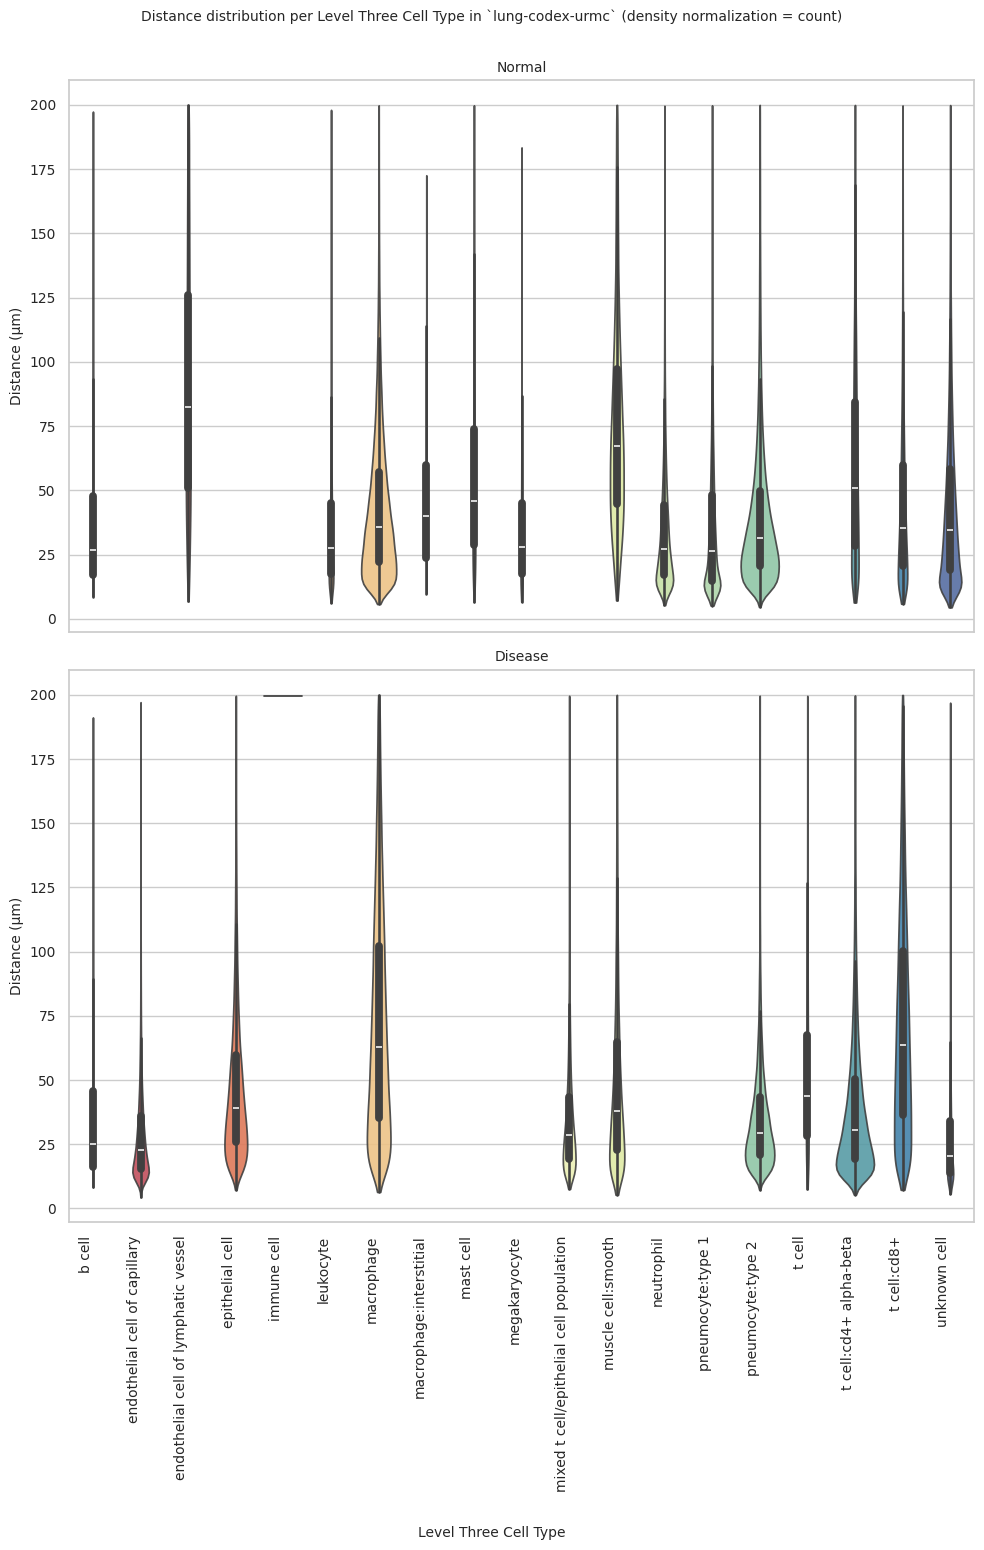 Distance distribution per Level Three Cell Type in `lung-codex-urmc` (density normalization = count)
Normal
200
175
150
125
100
75
50
25
0
Distance (μm)
Disease
200
175
150
125
100
75
50
25
0
Distance (μm)
b cell
endothelial cell of capillary
endothelial cell of lymphatic vessel
epithelial cell
immune cell
leukocyte
macrophage
macrophage:interstitial
mast cell
megakaryocyte
mixed t cell/epithelial cell population
muscle cell:smooth
neutrophil
pneumocyte:type 1
pneumocyte:type 2
t cell
t cell:cd4+ alpha-beta
t cell:cd8+
unknown cell
Level Three Cell Type